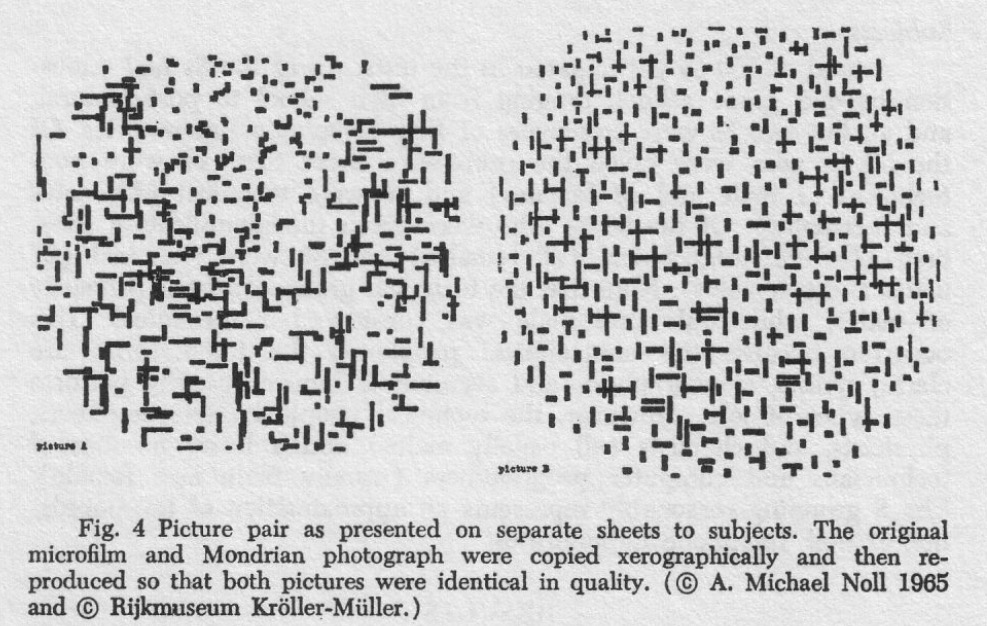 picture A
picture B
Fig. 4 Picture pair as presented on separate sheets to subjects. The original
microfilm and Mondrian photograph were copied xerographically and then re-
produced so that both pictures were identical in quality. (© A. Michael Noll 1965
and © Rijkmuseum Kröller-Müller.)